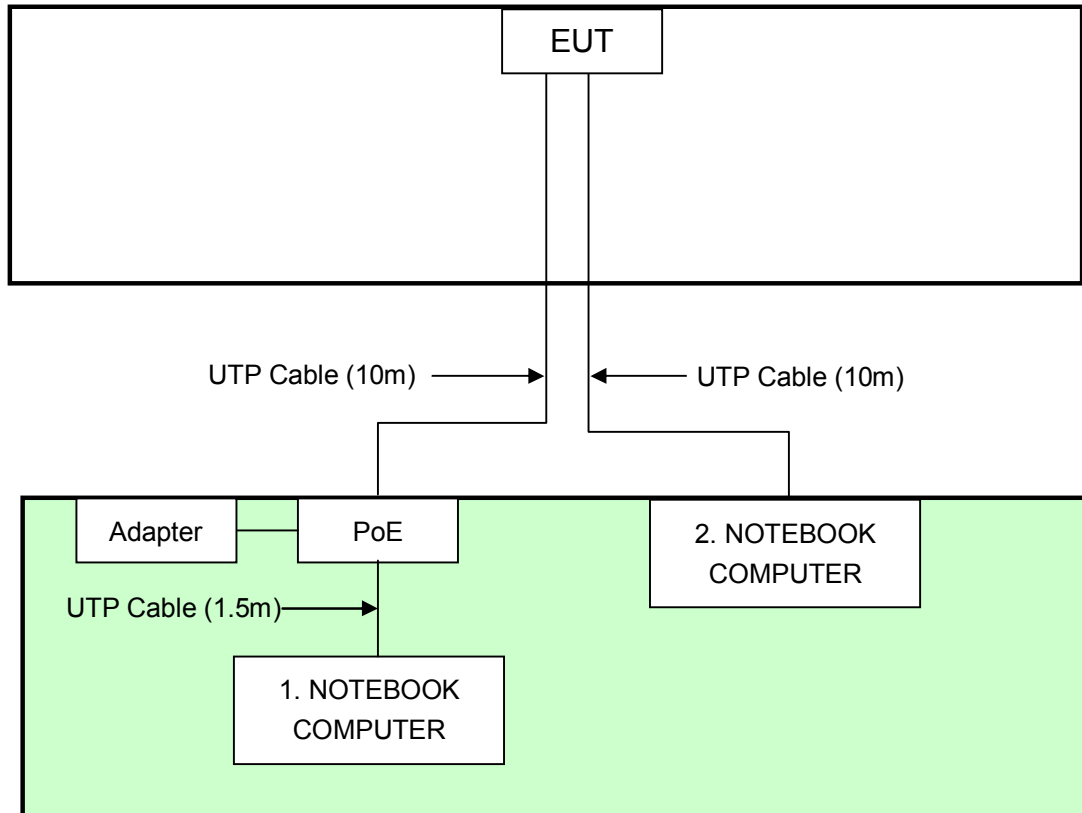 EUT
UTP Cable (10m)
UTP Cable (10m)
Adapter
PoE
2. NOTEBOOK
COMPUTER
UTP Cable (1.5m)
1. NOTEBOOK
COMPUTER